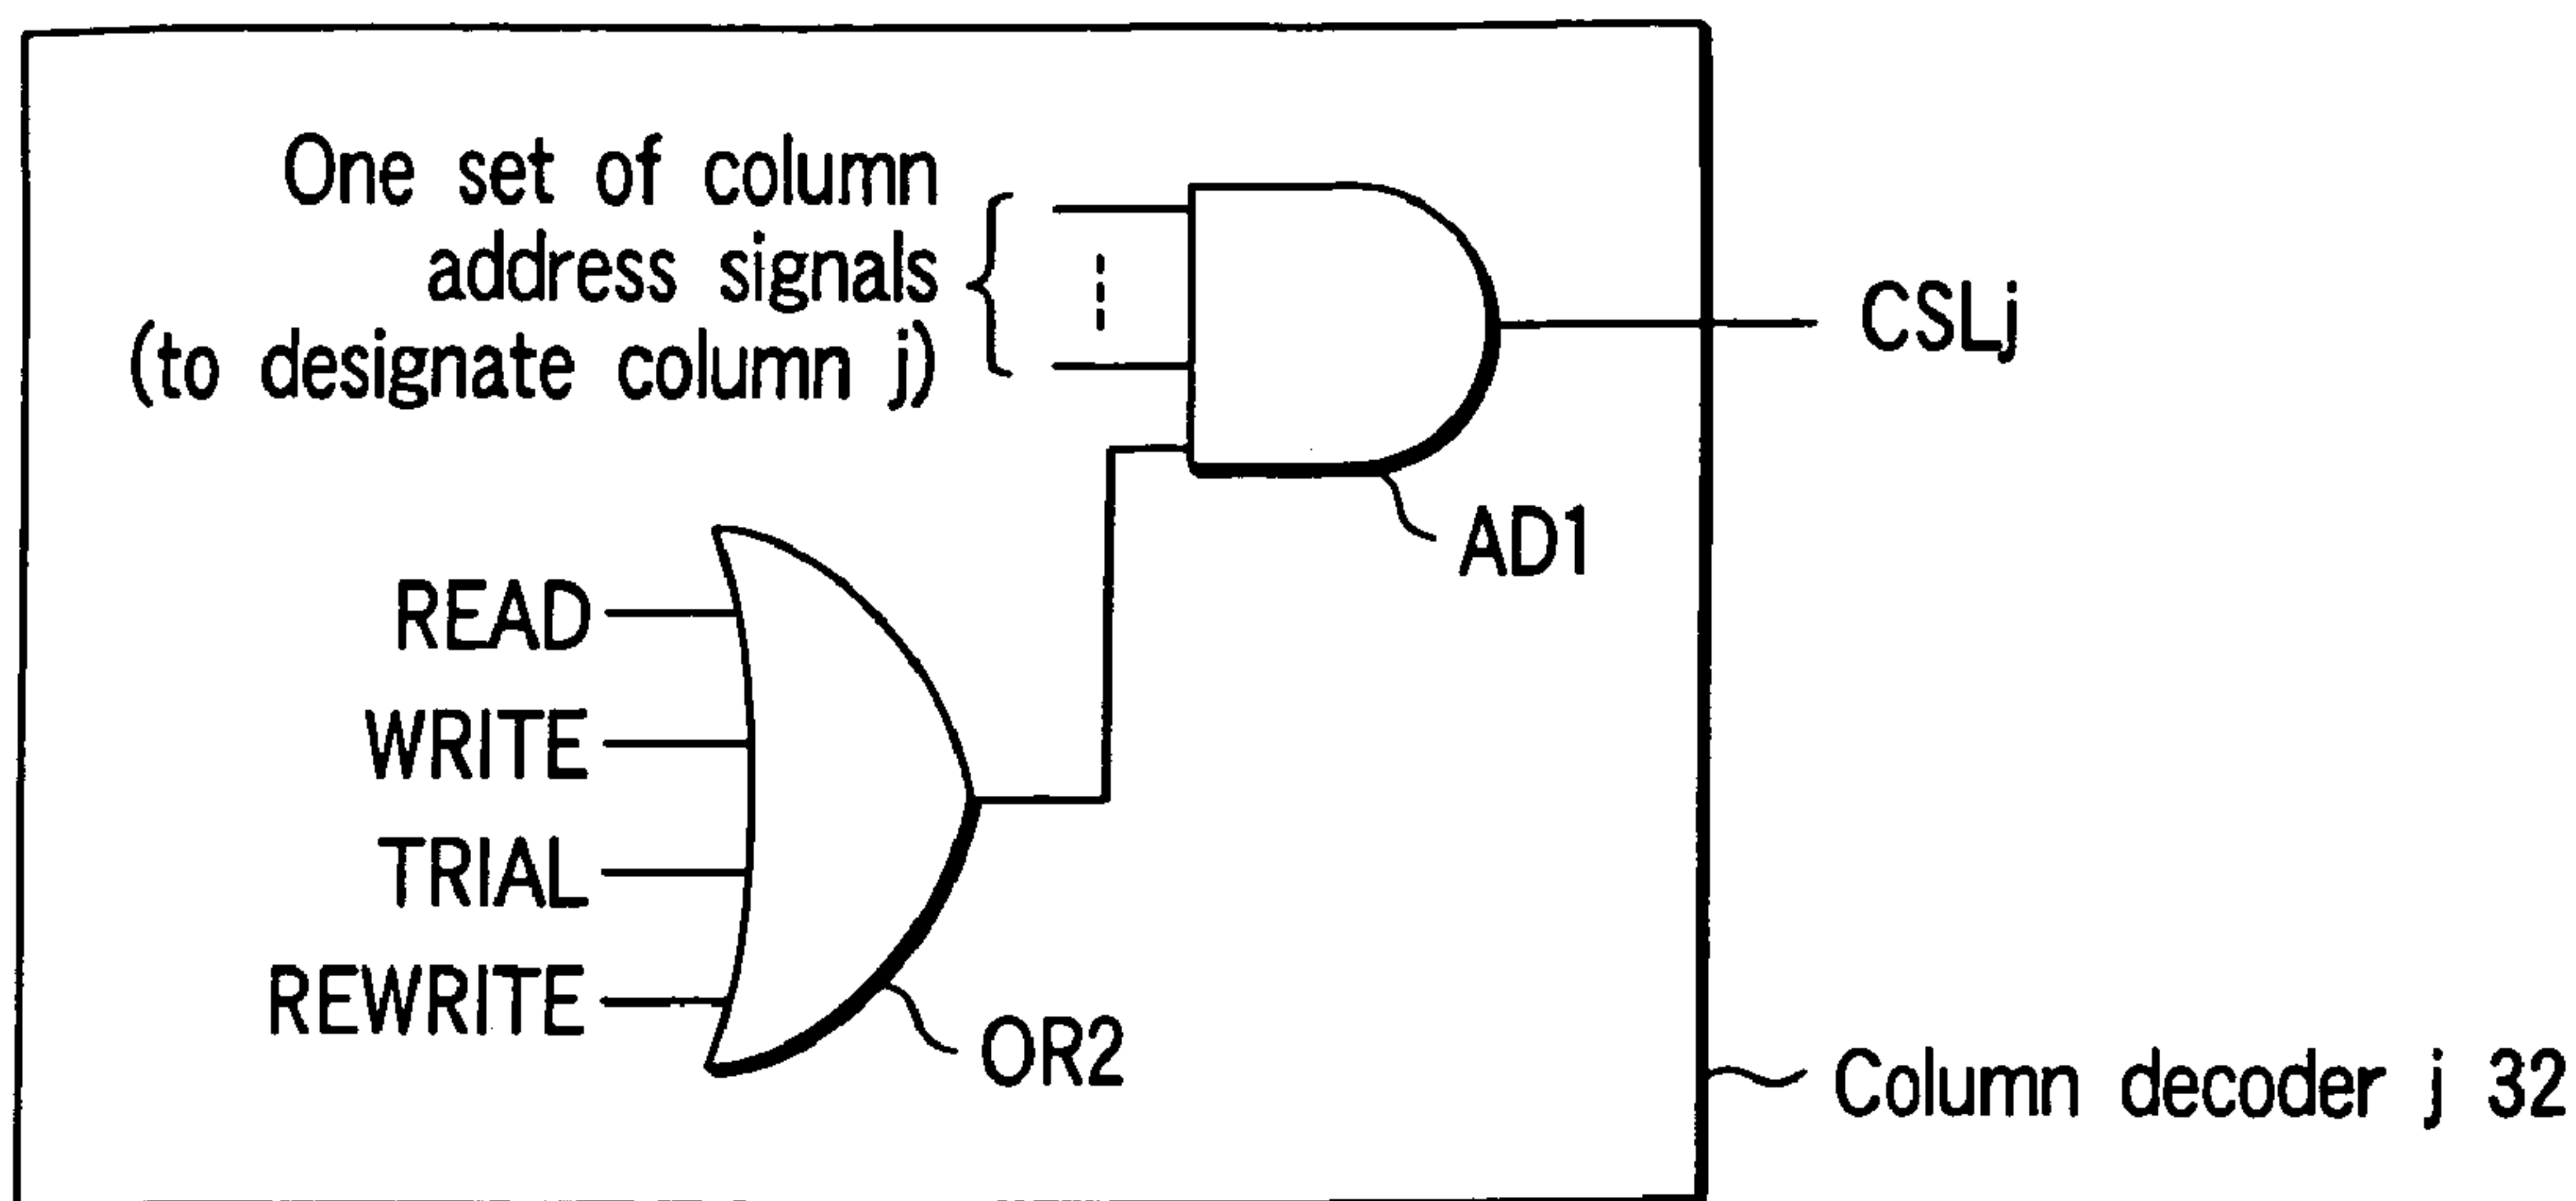 One set of column
address signals
(to designate column j)
CSLj
AD1
READ
WRITE
TRIAL
REWRITE
OR2
Column decoder j 32